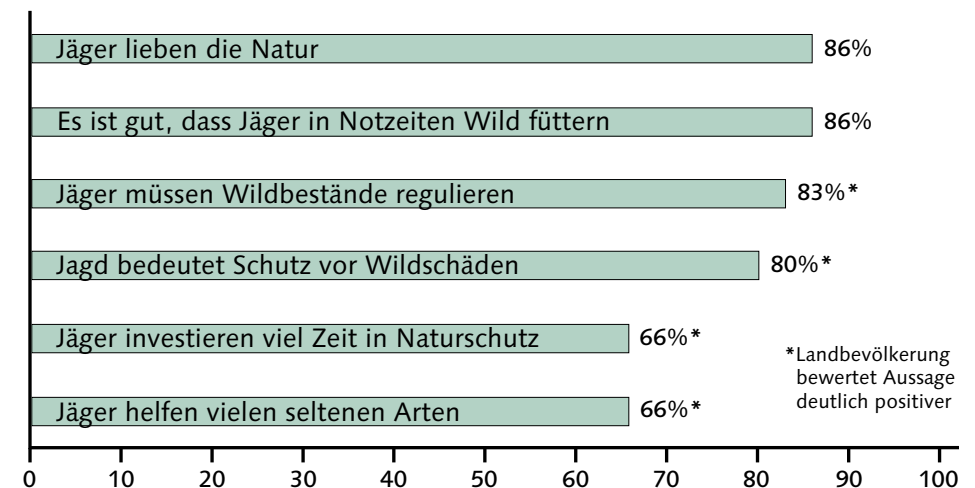 Jäger lieben die Natur 86%
Es ist gut, dass Jäger in Notzeiten Wild füttern 86%
Jäger müssen Wildbestände regulieren 83%*
Jagd bedeutet Schutz vor Wildschäden 80%*
Jäger investieren viel Zeit in Naturschutz 66%*
*Landbevölkerung
bewertet Aussage
deutlich positiver
Jäger helfen vielen seltenen Arten 66%*
0 10 20 30 40 50 60 70 80 90 100